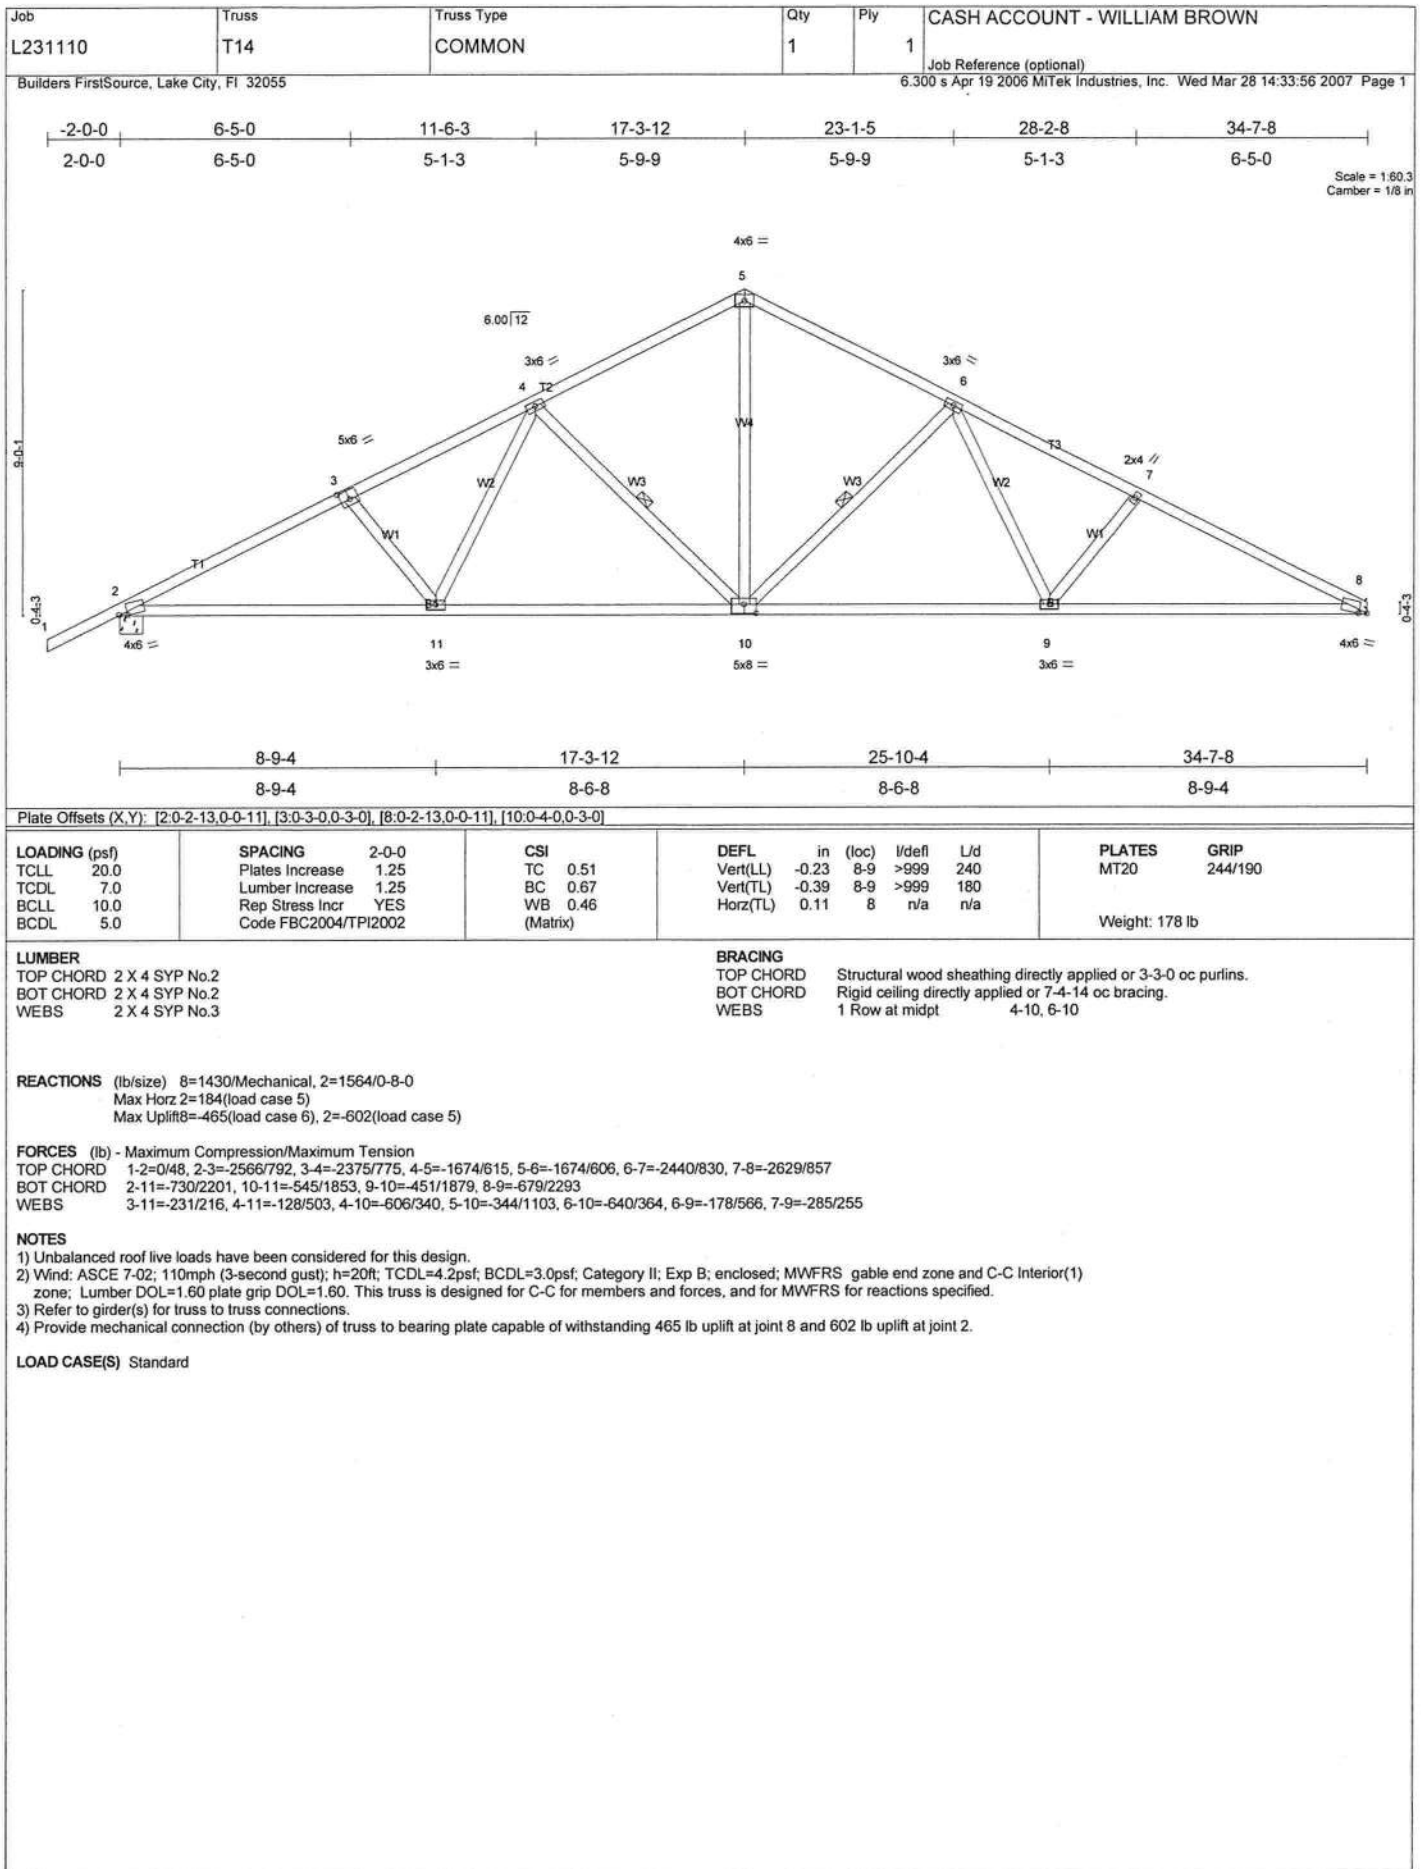 Job Truss Truss Type Qty Ply CASH ACCOUNT - WILLIAM BROWN
L231110 T14 COMMON 1 1
Job Reference (optional)
Builders FirstSource, Lake City, Fl 32055 6.300 s Apr 19 2006 MiTek Industries, Inc. Wed Mar 28 14:33:56 2007 Page 1
-2-0-0 6-5-0 11-6-3 17-3-12 23-1-5 28-2-8 34-7-8
2-0-0 6-5-0 5-1-3 5-9-9 5-9-9 5-1-3 6-5-0
Scale = 1:60.3
Camber = 1/8 in
4x6 =
5
6.00 12
3x6 3x6
4 T2 6
W4
5x6
T3
2x4
3 W2 W3 W3 W2 7
9-0-1
W1 W1
T1
2 8
0-4-3 0-4-3
1 B1
4x6 = 11 10 9 4x6 =
3x6 = 5x8 = 3x6 =
8-9-4 17-3-12 25-10-4 34-7-8
8-9-4 8-6-8 8-6-8 8-9-4
Plate Offsets (X,Y): [2:0-2-13,0-0-11], [3:0-3-0,0-3-0], [8:0-2-13,0-0-11], [10:0-4-0,0-3-0]
LOADING (psf) SPACING 2-0-0 CSI DEFL in (loc) l/defl L/d PLATES GRIP
TCLL 20.0 Plates Increase 1.25 TC 0.51 Vert(LL) -0.23 8-9 >999 240 MT20 244/190
TCDL 7.0 Lumber Increase 1.25 BC 0.67 Vert(TL) -0.39 8-9 >999 180
BCLL 10.0 Rep Stress Incr YES WB 0.46 Horz(TL) 0.11 8 n/a n/a
BCDL 5.0 Code FBC2004/TPI2002 (Matrix) Weight: 178 lb
LUMBER BRACING
TOP CHORD 2 X 4 SYP No.2 TOP CHORD Structural wood sheathing directly applied or 3-3-0 oc purlins.
BOT CHORD 2 X 4 SYP No.2 BOT CHORD Rigid ceiling directly applied or 7-4-14 oc bracing.
WEBS 2 X 4 SYP No.3 WEBS 1 Row at midpt 4-10, 6-10
REACTIONS (lb/size) 8=1430/Mechanical, 2=1564/0-8-0
Max Horz 2=184(load case 5)
Max Uplift8=-465(load case 6), 2=-602(load case 5)
FORCES (lb) - Maximum Compression/Maximum Tension
TOP CHORD 1-2=0/48, 2-3=-2566/792, 3-4=-2375/775, 4-5=-1674/615, 5-6=-1674/606, 6-7=-2440/830, 7-8=-2629/857
BOT CHORD 2-11=-730/2201, 10-11=-545/1853, 9-10=-451/1879, 8-9=-679/2293
WEBS 3-11=-231/216, 4-11=-128/503, 4-10=-606/340, 5-10=-344/1103, 6-10=-640/364, 6-9=-178/566, 7-9=-285/255
NOTES
1) Unbalanced roof live loads have been considered for this design.
2) Wind: ASCE 7-02; 110mph (3-second gust); h=20ft; TCDL=4.2psf; BCDL=3.0psf; Category II; Exp B; enclosed; MWFRS gable end zone and C-C Interior(1)
zone; Lumber DOL=1.60 plate grip DOL=1.60. This truss is designed for C-C for members and forces, and for MWFRS for reactions specified.
3) Refer to girder(s) for truss to truss connections.
4) Provide mechanical connection (by others) of truss to bearing plate capable of withstanding 465 lb uplift at joint 8 and 602 lb uplift at joint 2.
LOAD CASE(S) Standard